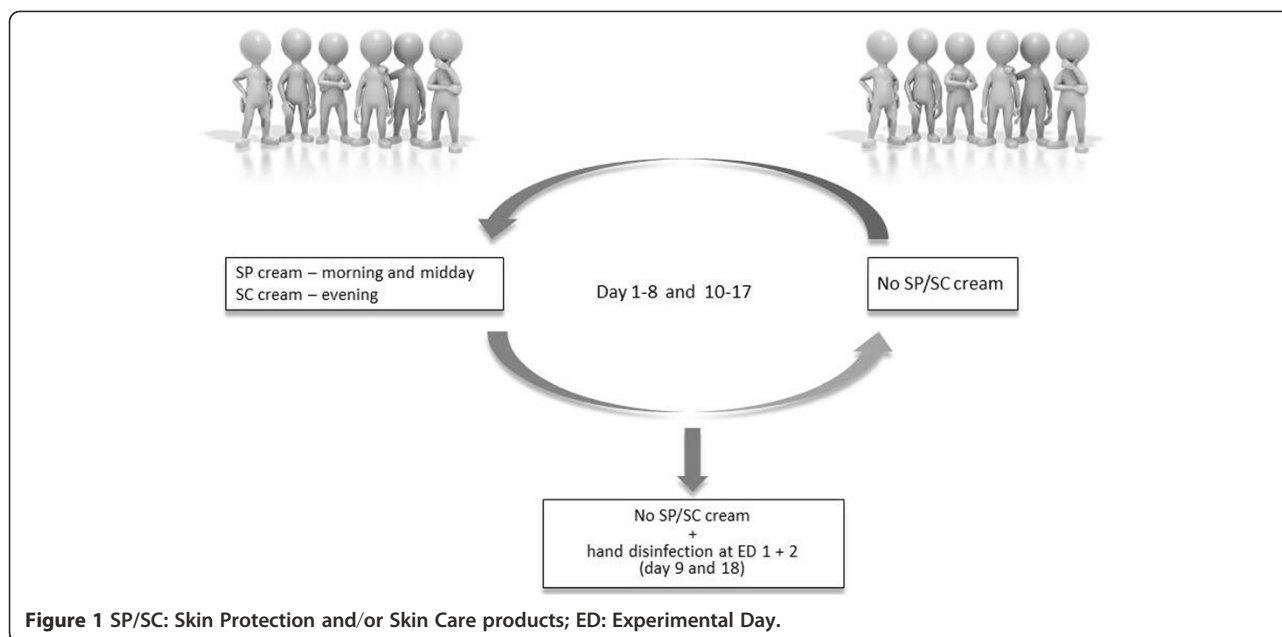 SP cream – morning and midday
SC cream – evening
Day 1-8 and 10-17
No SP/SC cream
No SP/SC cream
+
hand disinfection at ED 1 + 2
(day 9 and 18)
Figure 1 SP/SC: Skin Protection and/or Skin Care products; ED: Experimental Day.